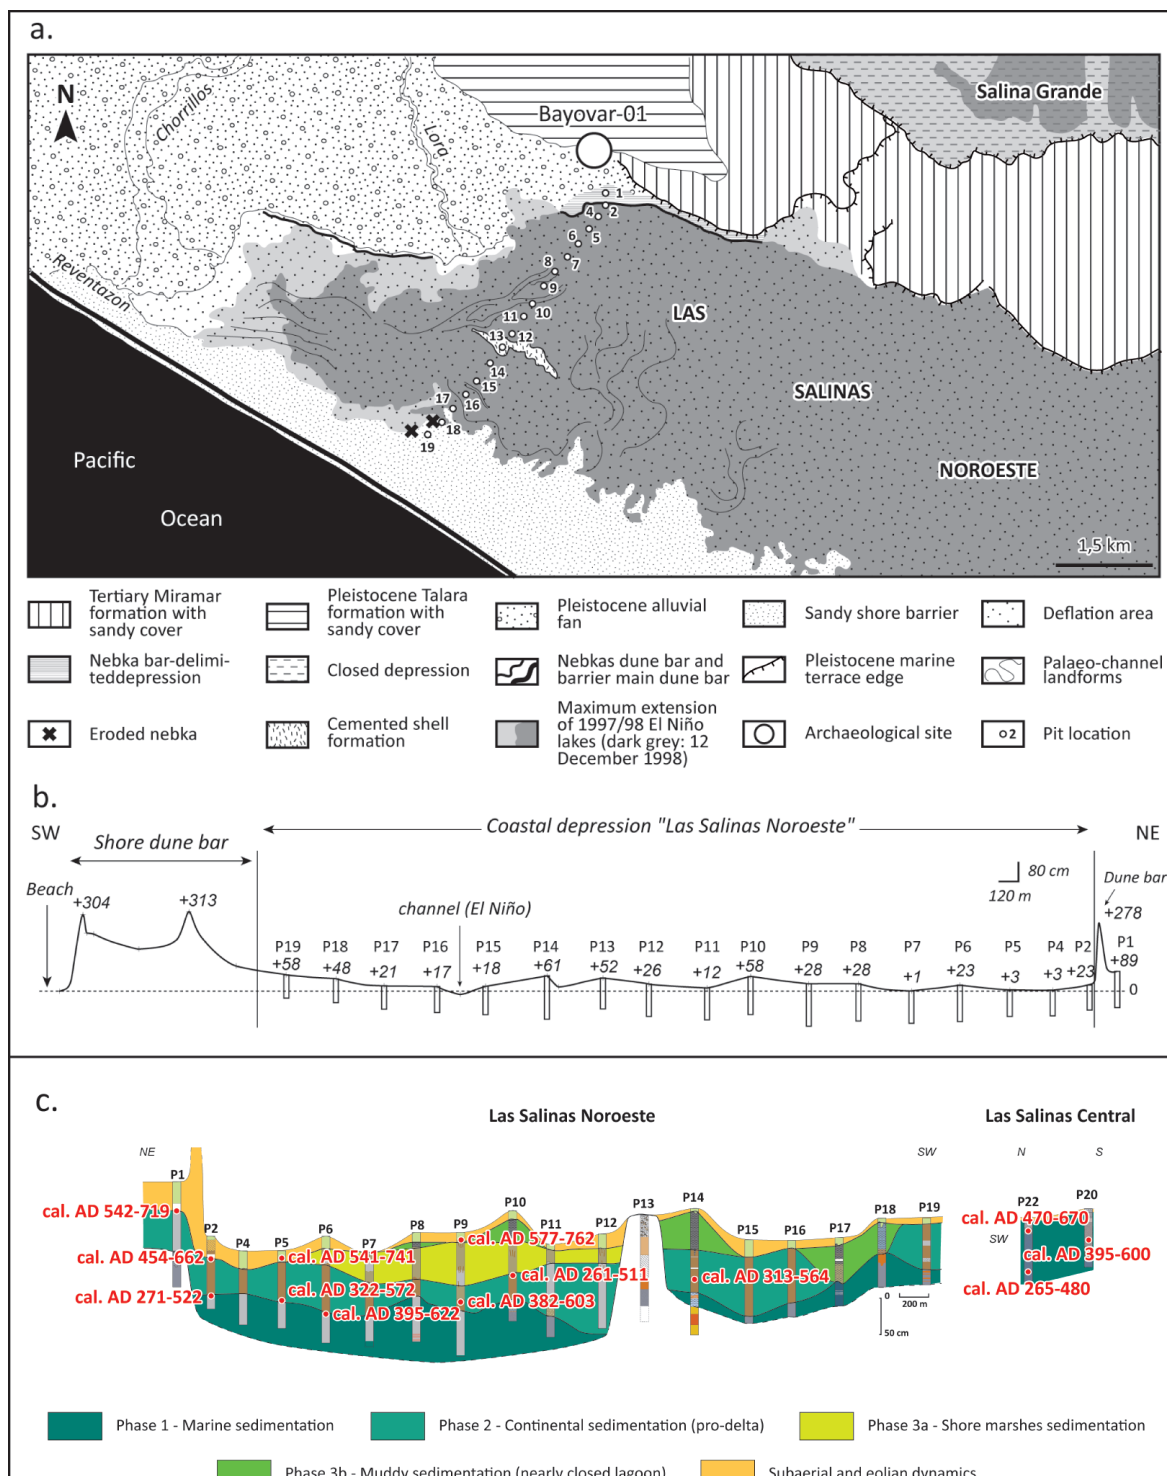 a.
N
Chorrillos
Lora
Bayovar-01
Salina Grande
Reventazon
1
2
4
5
6
7
8
9
10
11
12
13
14
15
16
17
18
19
LAS
SALINAS
NOROESTE
Pacific
Ocean
1,5 km
Tertiary Miramar
formation with
sandy cover
Pleistocene Talara
formation with
sandy cover
Pleistocene alluvial
fan
Sandy shore barrier
Deflation area
Nebka bar-delimi-
teddepression
Closed depression
Nebkas dune bar and
barrier main dune bar
Pleistocene marine
terrace edge
Palaeo-channel
landforms
Eroded nebka
Cemented shell
formation
Maximum extension
of 1997/98 El Niño
lakes (dark grey: 12
December 1998)
Archaeological site
2
Pit location
b.
SW
NE
Shore dune bar
Coastal depression "Las Salinas Noroeste"
80 cm
120 m
Dune bar
Beach
+304
+313
channel (El Niño)
+278
P19 P18 P17 P16 P15 P14 P13 P12 P11 P10 P9 P8 P7 P6 P5 P4 P2 P1
+58 +48 +21 +17 +18 +61 +52 +26 +12 +58 +28 +28 +1 +23 +3 +3 +23 +89
0
c.
Las Salinas Noroeste
Las Salinas Central
NE
SW
N
S
P1
P2
P4
P5
P6
P7
P8
P9
P10
P11
P12
P13
P14
P15
P16
P17
P18
P19
P22
P20
SW
cal. AD 542-719
cal. AD 454-662
cal. AD 271-522
cal. AD 541-741
cal. AD 322-572
cal. AD 395-622
cal. AD 577-762
cal. AD 261-511
cal. AD 382-603
cal. AD 313-564
cal. AD 470-670
cal. AD 395-600
cal. AD 265-480
0
200 m
50 cm
Phase 1 - Marine sedimentation
Phase 2 - Continental sedimentation (pro-delta)
Phase 3a - Shore marshes sedimentation
Phase 3b - Muddy sedimentation (nearly closed lagoon)
Subaerial and eolian dynamics